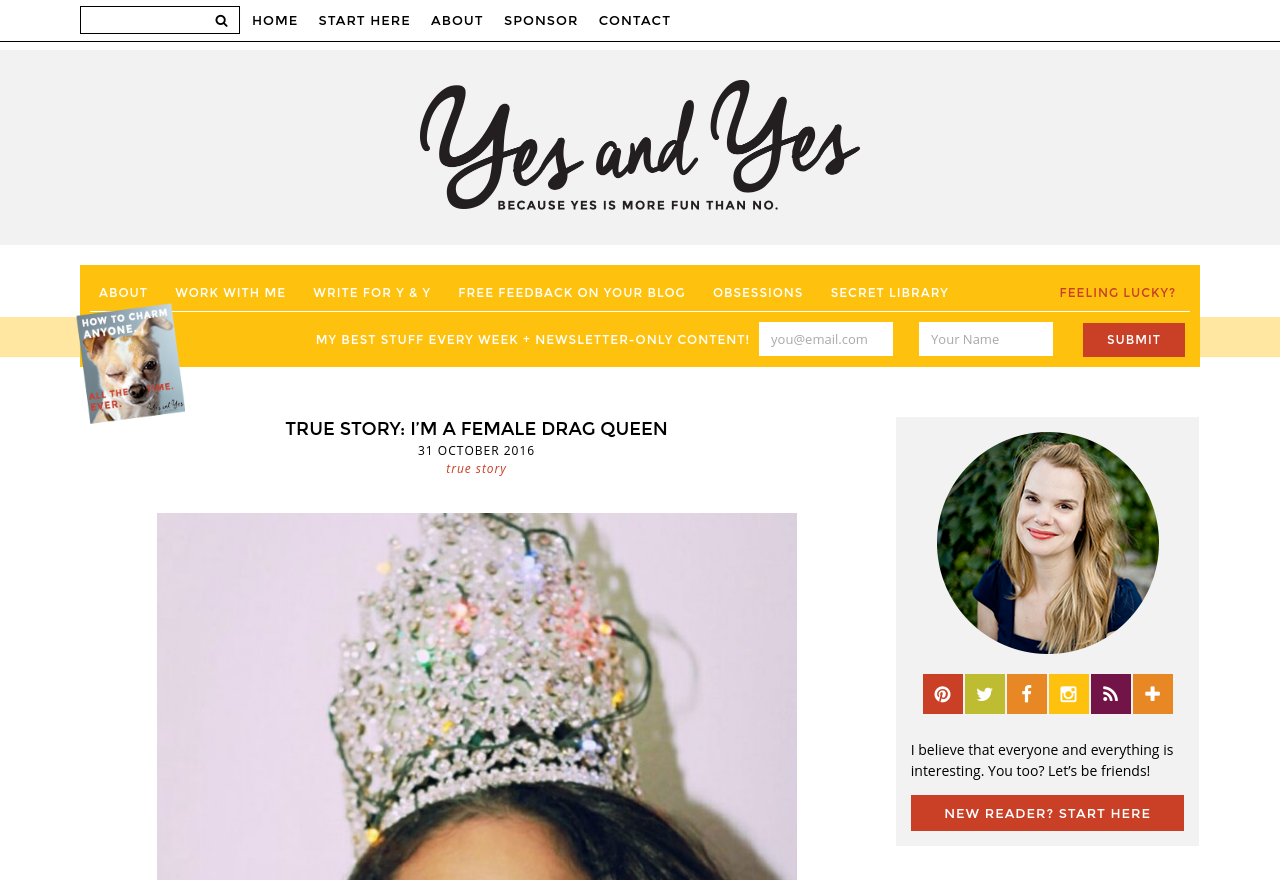 HOME START HERE ABOUT SPONSOR CONTACT
Yes and Yes
BECAUSE YES IS MORE FUN THAN NO.
ABOUT WORK WITH ME WRITE FOR Y & Y FREE FEEDBACK ON YOUR BLOG OBSESSIONS SECRET LIBRARY FEELING LUCKY?
HOW TO CHARM
ANYONE.
ALL THE TIME.
EVER.
Yes and Yes
MY BEST STUFF EVERY WEEK + NEWSLETTER-ONLY CONTENT! you@email.com Your Name SUBMIT
TRUE STORY: I'M A FEMALE DRAG QUEEN
31 OCTOBER 2016
true story
I believe that everyone and everything is
interesting. You too? Let's be friends!
NEW READER? START HERE